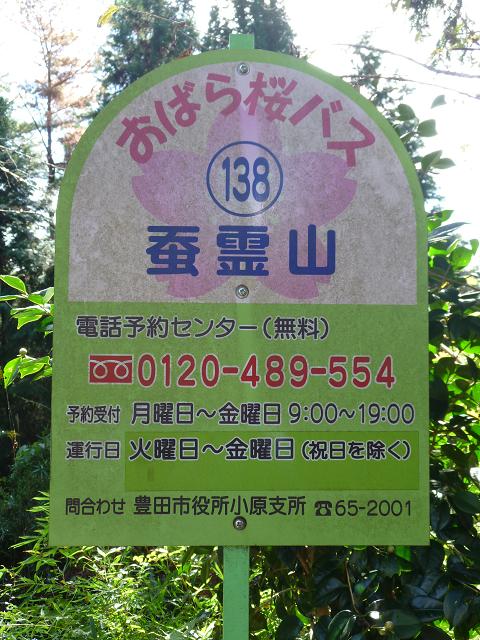 おばら桜バス
138
蚕霊山
電話予約センター(無料)
0120-489-554
予約受付 月曜日～金曜日 9:00～19:00
運行日 火曜日～金曜日 (祝日を除く)
問合わせ 豊田市役所小原支所 ☎65-2001